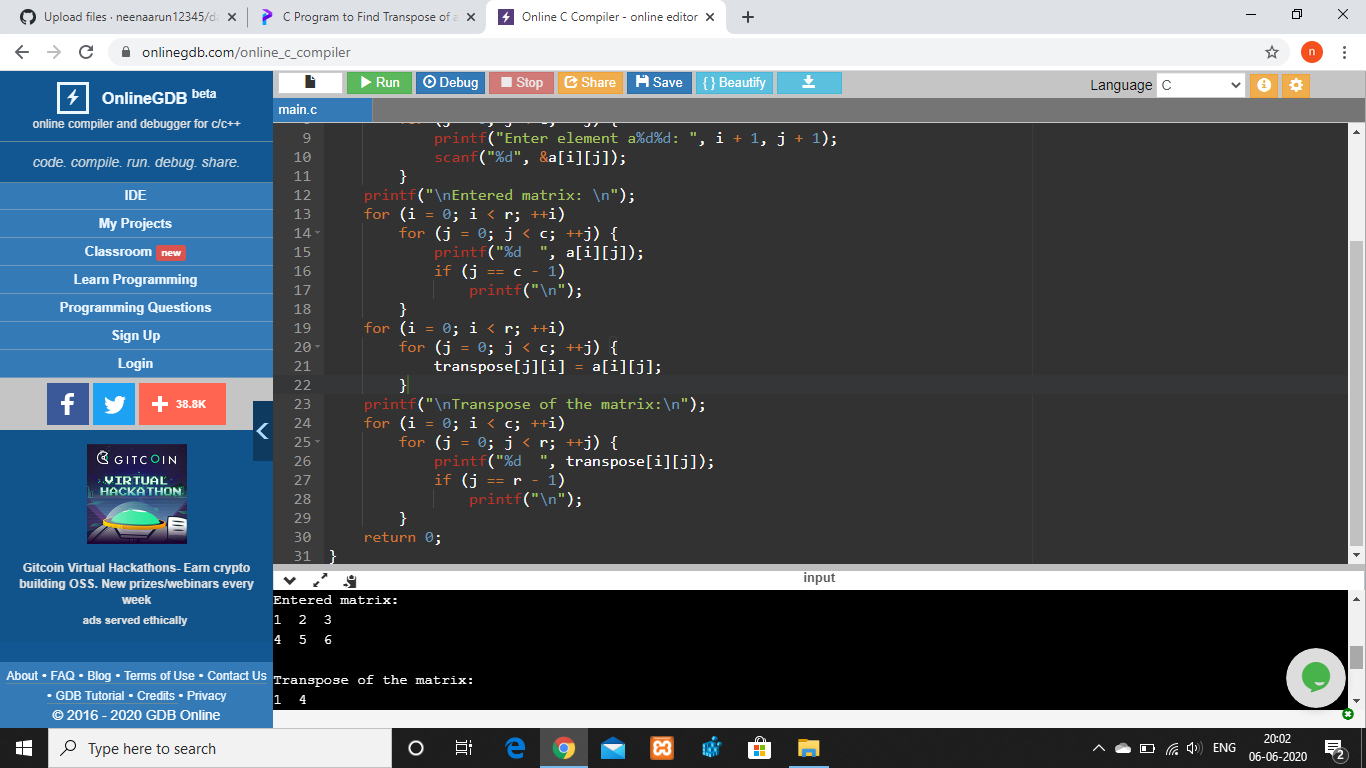 Upload files · neenaarun12345/d
C Program to Find Transpose of a
Online C Compiler - online editor
onlinegdb.com/online_c_compiler
n
OnlineGDB beta
online compiler and debugger for c/c++
code. compile. run. debug. share.
IDE
My Projects
Classroom new
Learn Programming
Programming Questions
Sign Up
Login
38.8K
GITCOIN
VIRTUAL
HACKATHON
Gitcoin Virtual Hackathons- Earn crypto
building OSS. New prizes/webinars every
week
ads served ethically
About • FAQ • Blog • Terms of Use • Contact Us
• GDB Tutorial • Credits • Privacy
© 2016 - 2020 GDB Online
Run Debug Stop Share Save { } Beautify
Language C
main.c
9 printf("Enter element a%d%d: ", i + 1, j + 1);
10 scanf("%d", &a[i][j]);
11 }
12 printf("\nEntered matrix: \n");
13 for (i = 0; i < r; ++i)
14 for (j = 0; j < c; ++j) {
15 printf("%d  ", a[i][j]);
16 if (j == c - 1)
17 printf("\n");
18 }
19 for (i = 0; i < r; ++i)
20 for (j = 0; j < c; ++j) {
21 transpose[j][i] = a[i][j];
22 }
23 printf("\nTranspose of the matrix:\n");
24 for (i = 0; i < c; ++i)
25 for (j = 0; j < r; ++j) {
26 printf("%d  ", transpose[i][j]);
27 if (j == r - 1)
28 printf("\n");
29 }
30 return 0;
31 }
input
Entered matrix:
1  2  3
4  5  6
Transpose of the matrix:
1  4
Type here to search
ENG
20:02
06-06-2020
2